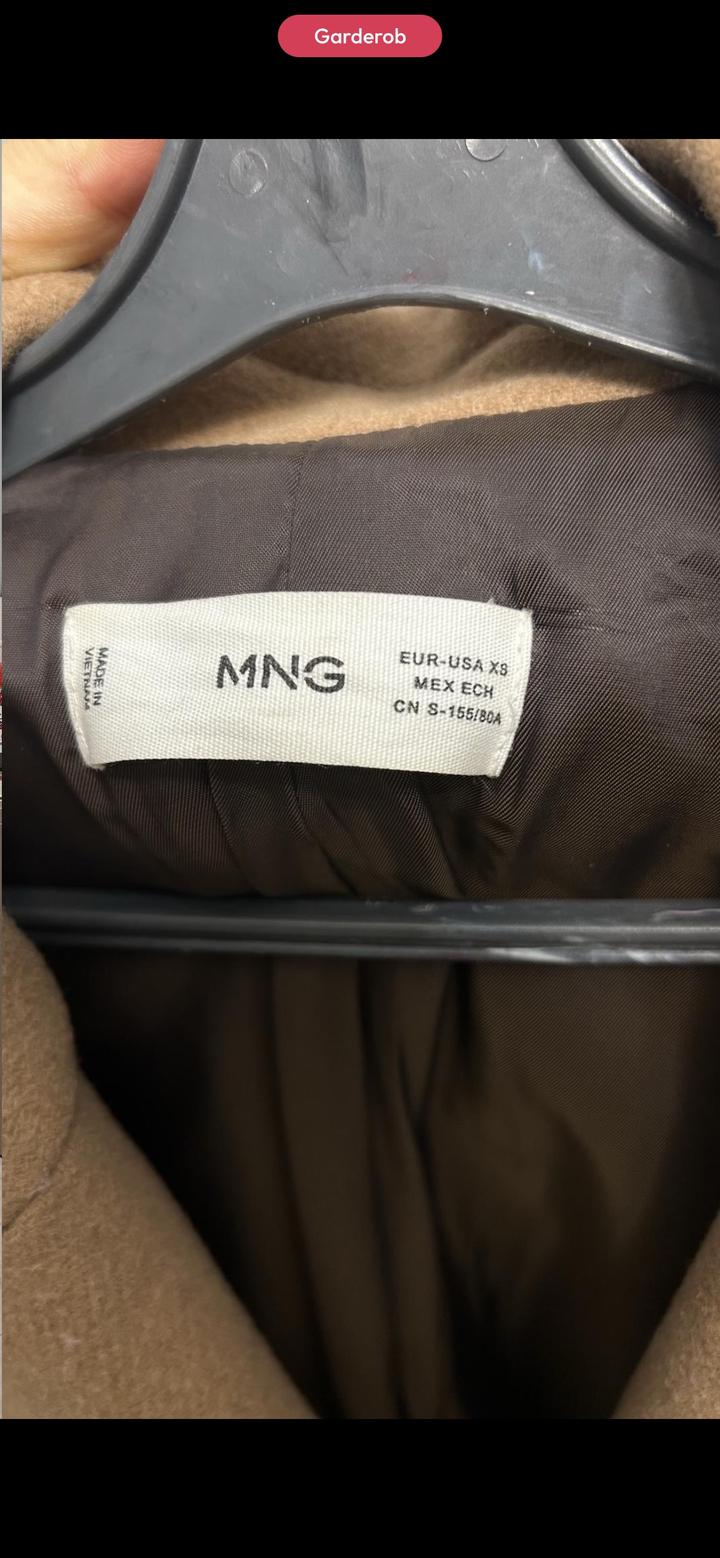 Garderob
MADE IN
VIETNAM
MNG
EUR-USA XS
MEX ECH
CN S-155/80A